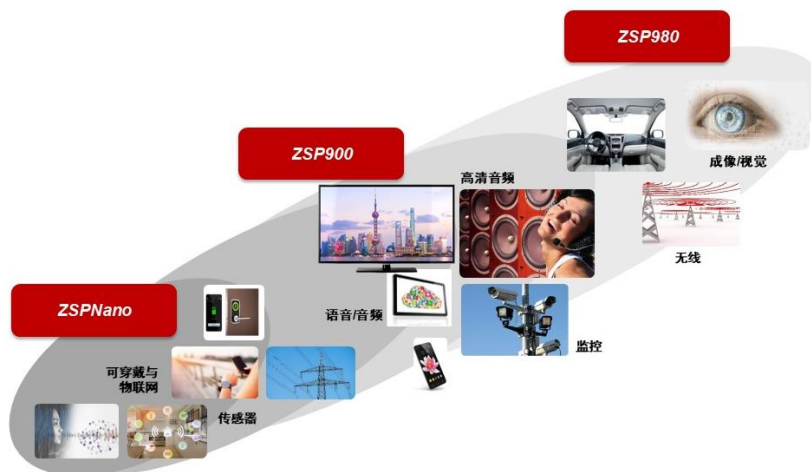 ZSP980
成像/视觉
ZSP900
高清音频
无线
ZSPNano
语音/音频
监控
可穿戴与
物联网
传感器